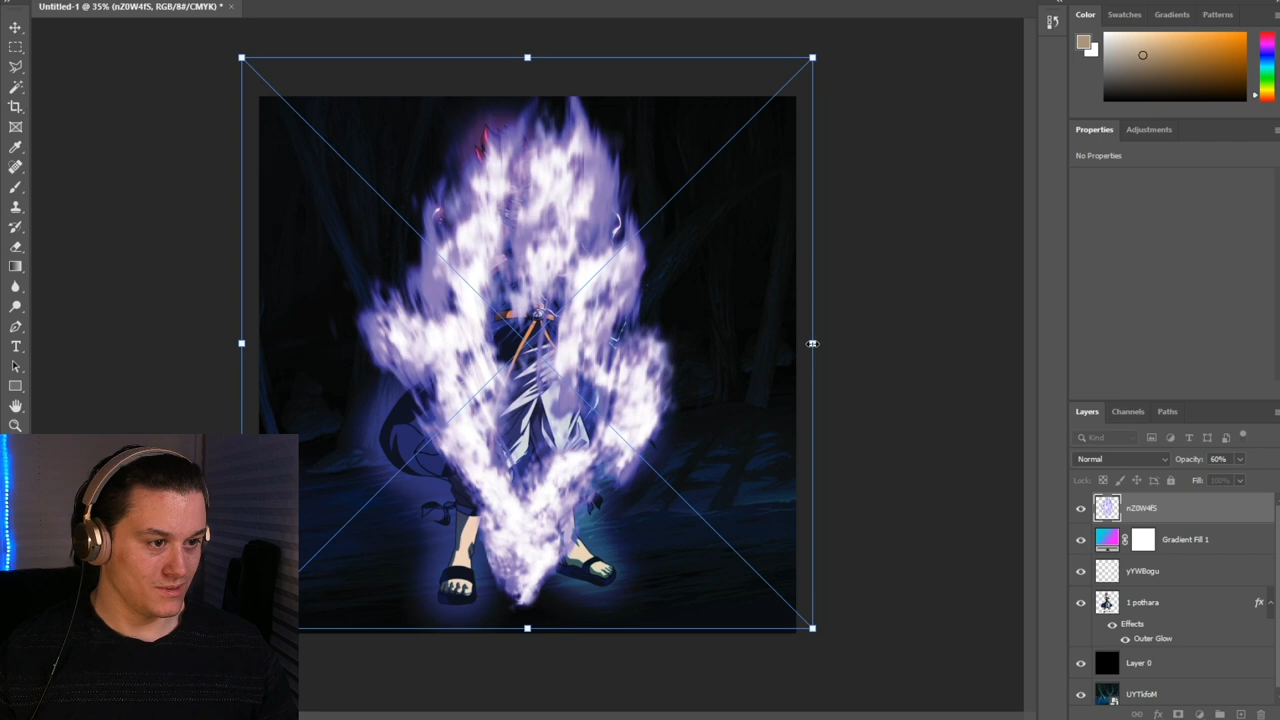 Untitled-1 @ 35% (nZ0W4fS, RGB/8#/CMYK) *
Color
Swatches
Gradients
Patterns
Properties
Adjustments
No Properties
Layers
Channels
Paths
Kind
Normal
Opacity: 60%
Lock:
Fill: 100%
nZ0W4fS
Gradient Fill 1
yYWBogu
1 pothara
fx
Effects
Outer Glow
Layer 0
UYTkfoM
fx